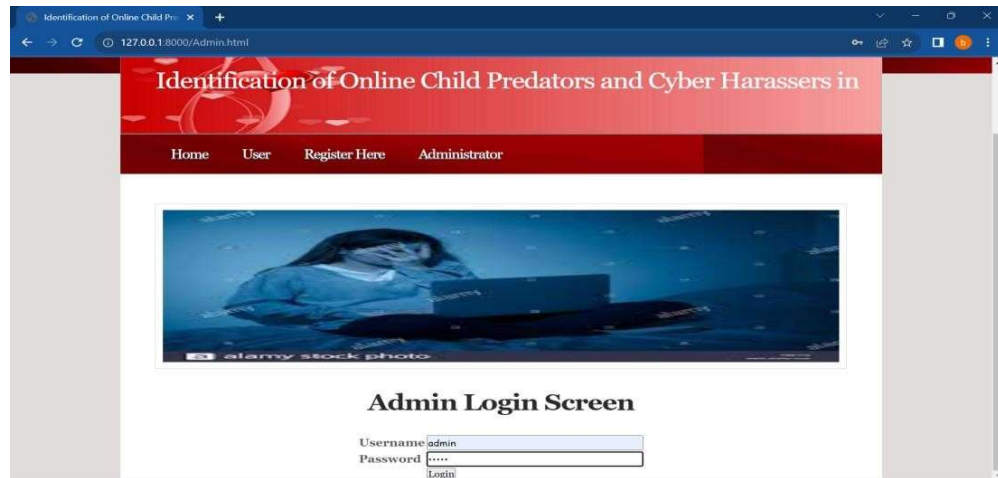 Identification of Online Child Pre
127.0.0.1:8000/Admin.html
Identification of Online Child Predators and Cyber Harassers in
Home User Register Here Administrator
alamy alamy
alamy
alamy
alamy
alamy
a alamy stock photo
Admin Login Screen
Username admin
Password •••••
Login